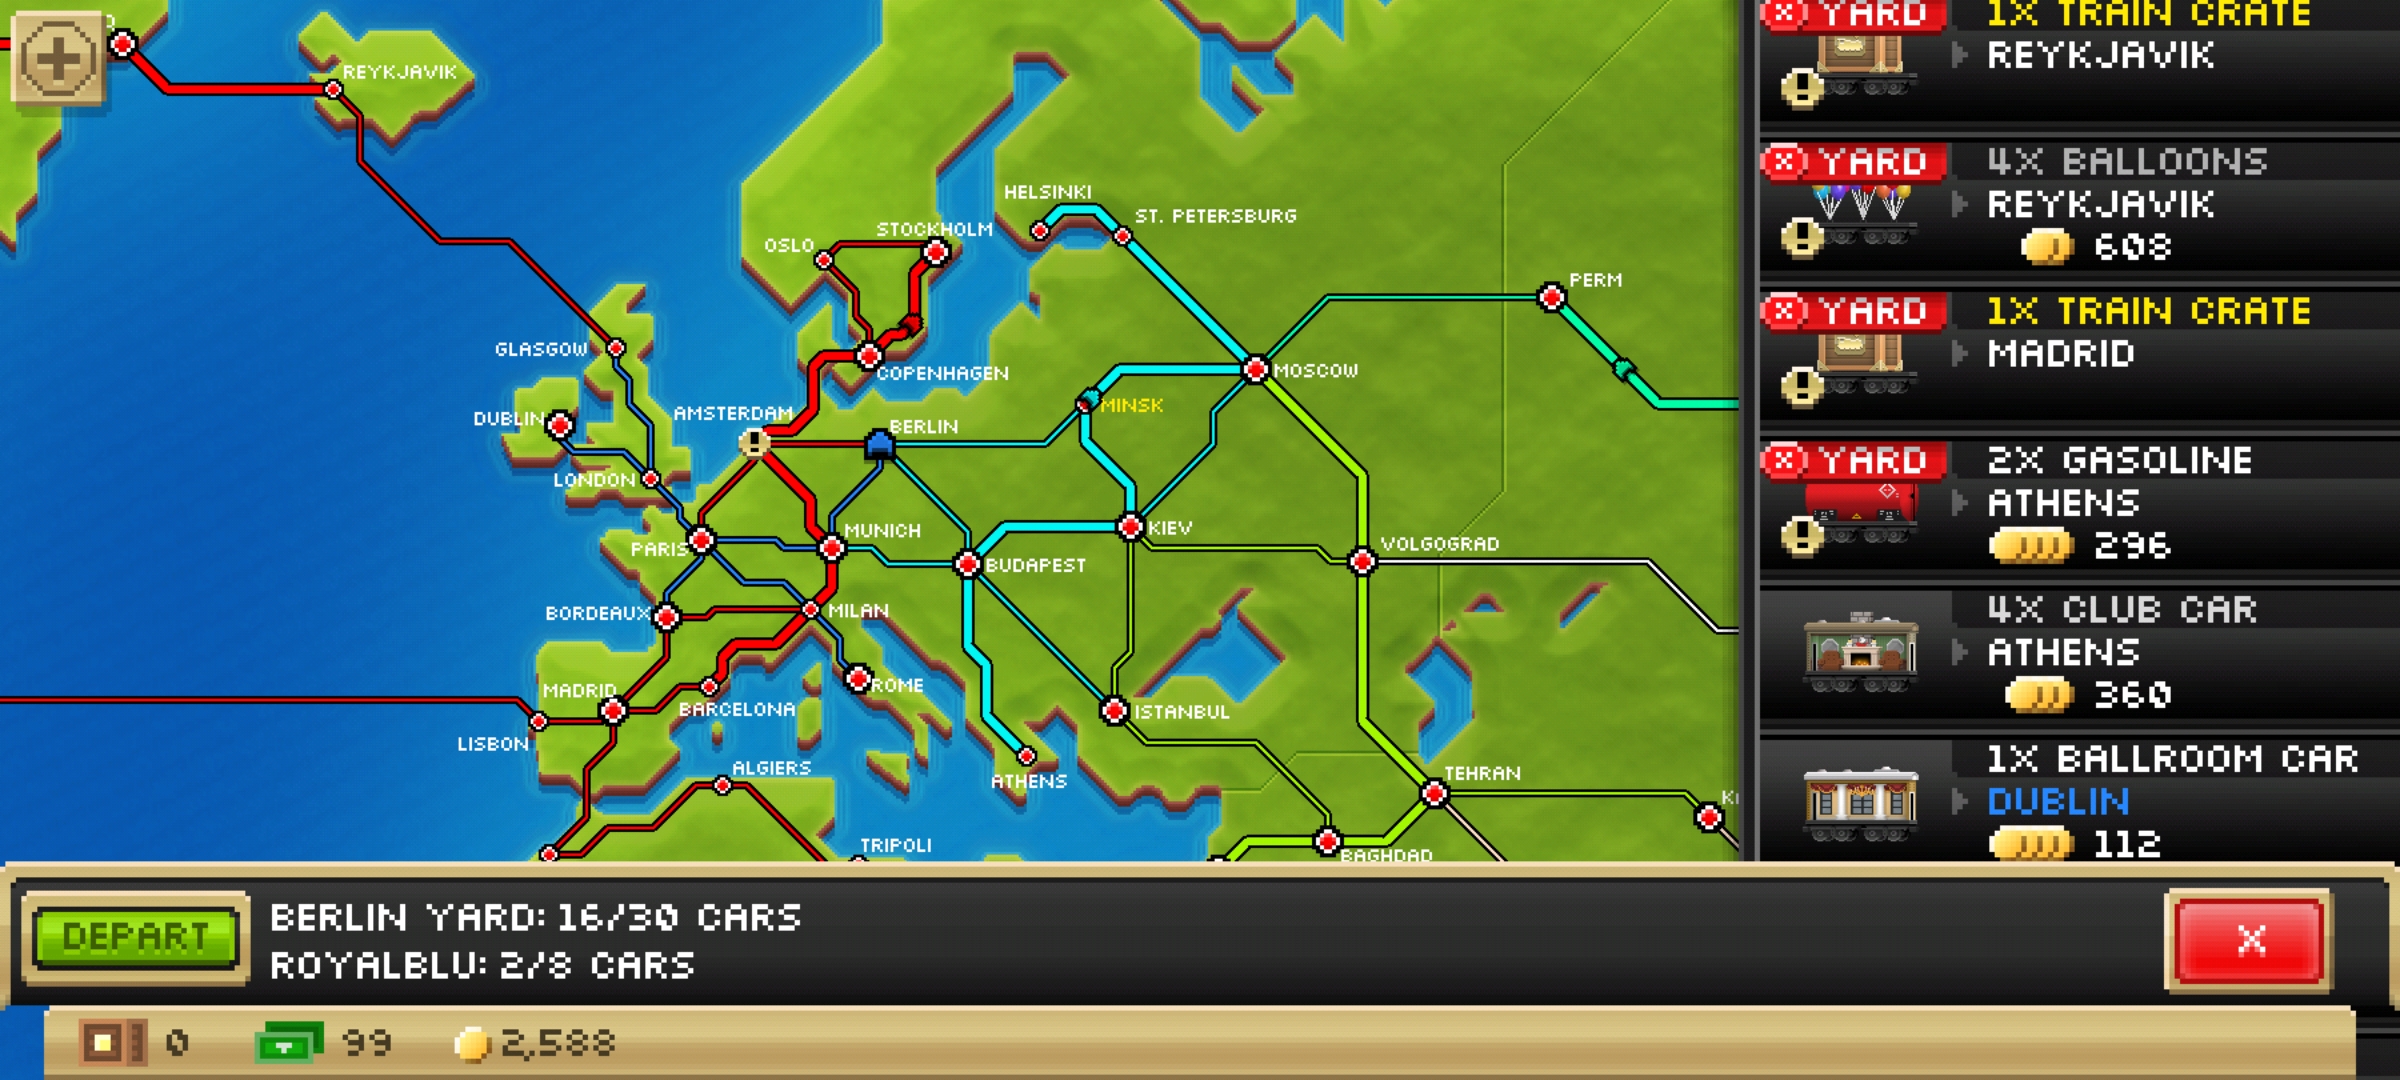 REYKJAVIK
HELSINKI
ST. PETERSBURG
STOCKHOLM
OSLO
PERM
GLASGOW
COPENHAGEN
MOSCOW
DUBLIN
AMSTERDAM
BERLIN
MINSK
LONDON
PARIS
MUNICH
KIEV
VOLGOGRAD
BUDAPEST
BORDEAUX
MILAN
MADRID
ROME
BARCELONA
ISTANBUL
LISBON
ALGIERS
ATHENS
TEHRAN
TRIPOLI
BAGHDAD
YARD
1X TRAIN CRATE
REYKJAVIK
YARD
4X BALLOONS
REYKJAVIK
608
YARD
1X TRAIN CRATE
MADRID
YARD
2X GASOLINE
ATHENS
296
4X CLUB CAR
ATHENS
360
1X BALLROOM CAR
DUBLIN
112
DEPART
BERLIN YARD: 16/30 CARS
ROYALBLU: 2/8 CARS
X
0
99
2,588